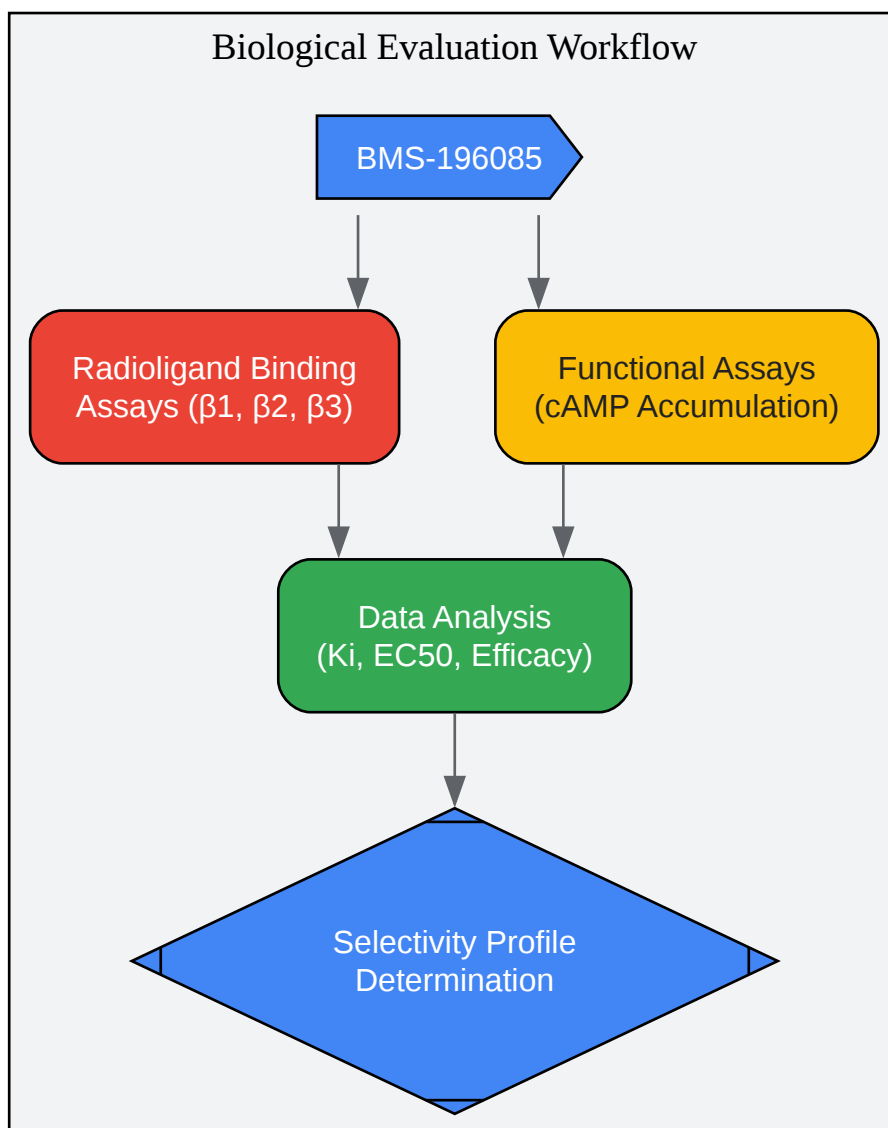 Biological Evaluation Workflow
BMS-196085
Radioligand Binding
Assays (β1, β2, β3)
Functional Assays
(cAMP Accumulation)
Data Analysis
(Ki, EC50, Efficacy)
Selectivity Profile
Determination